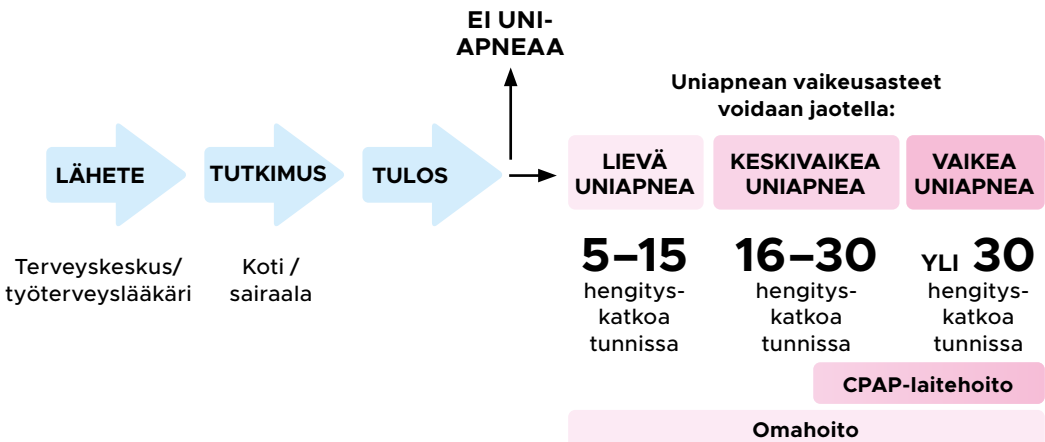 EI UNI-
APNEAA
Uniapnean vaikeusasteet
voidaan jaotella:
LÄHETE
TUTKIMUS
TULOS
LIEVÄ
UNIAPNEA
KESKIVAIKEA
UNIAPNEA
VAIKEA
UNIAPNEA
Terveyskeskus/
työterveyslääkäri
Koti /
sairaala
5–15
hengitys-
katkoa
tunnissa
16–30
hengitys-
katkoa
tunnissa
YLI 30
hengitys-
katkoa
tunnissa
CPAP-laitehoito
Omahoito